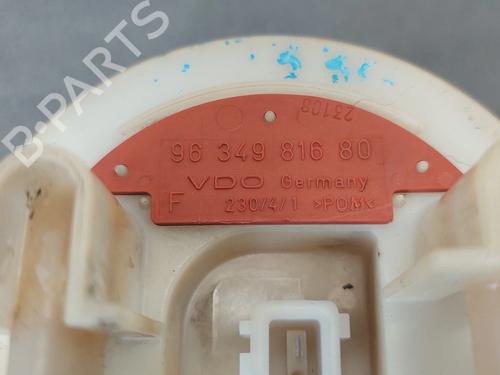 B-PARTS
23108
96 349 816 80
VDO Germany
F 230/4/1 >POM<